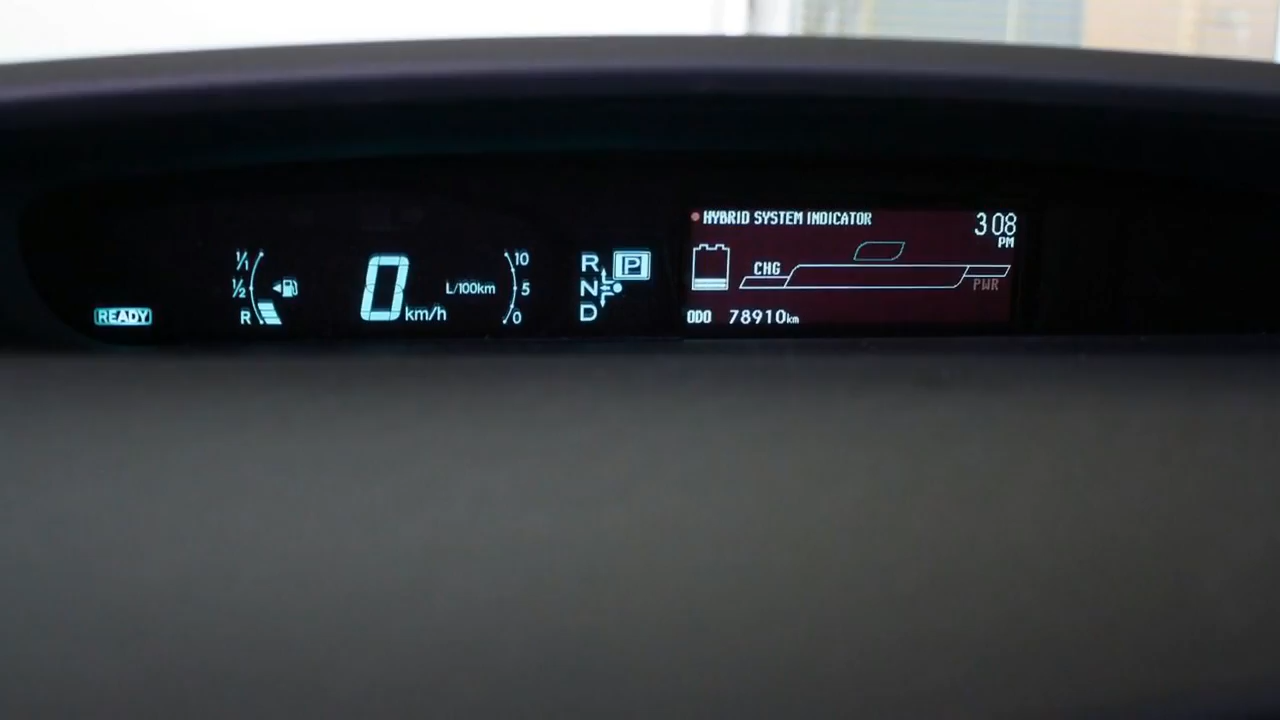 READY
1/1
1/2
R
0 km/h
L/100km
10
5
0
R
P
N
D
HYBRID SYSTEM INDICATOR
3:08
PM
CHG
PWR
ODO 78910km